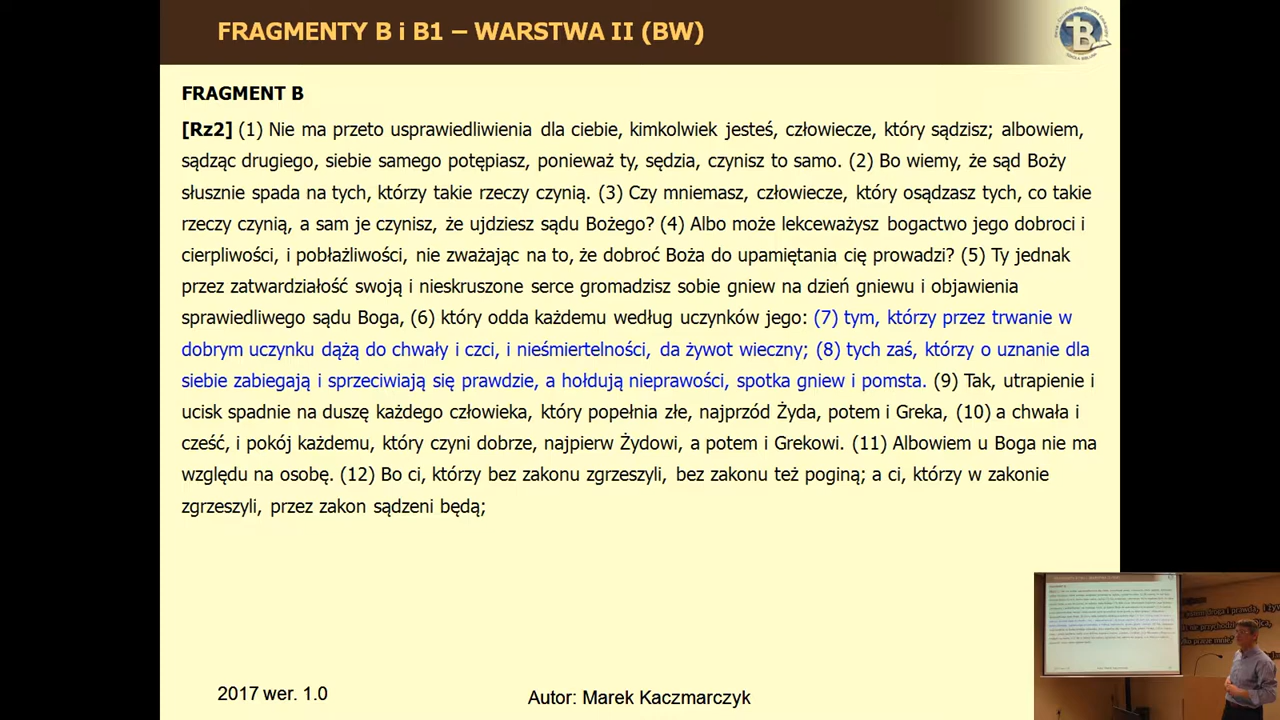 FRAGMENTY B i B1 – WARSTWA II (BW)
FRAGMENT B
[Rz2] (1) Nie ma przeto usprawiedliwienia dla ciebie, kimkolwiek jesteś, człowiecze, który sądzisz; albowiem,
sądząc drugiego, siebie samego potępiasz, ponieważ ty, sędzia, czynisz to samo. (2) Bo wiemy, że sąd Boży
słusznie spada na tych, którzy takie rzeczy czynią. (3) Czy mniemasz, człowiecze, który osądzasz tych, co takie
rzeczy czynią, a sam je czynisz, że ujdziesz sądu Bożego? (4) Albo może lekceważysz bogactwo jego dobroci i
cierpliwości, i pobłażliwości, nie zważając na to, że dobroć Boża do upamiętania cię prowadzi? (5) Ty jednak
przez zatwardziałość swoją i nieskruszone serce gromadzisz sobie gniew na dzień gniewu i objawienia
sprawiedliwego sądu Boga, (6) który odda każdemu według uczynków jego: (7) tym, którzy przez trwanie w
dobrym uczynku dążą do chwały i czci, i nieśmiertelności, da żywot wieczny; (8) tych zaś, którzy o uznanie dla
siebie zabiegają i sprzeciwiają się prawdzie, a hołdują nieprawości, spotka gniew i pomsta. (9) Tak, utrapienie i
ucisk spadnie na duszę każdego człowieka, który popełnia złe, najprzód Żyda, potem i Greka, (10) a chwała i
cześć, i pokój każdemu, który czyni dobrze, najpierw Żydowi, a potem i Grekowi. (11) Albowiem u Boga nie ma
względu na osobę. (12) Bo ci, którzy bez zakonu zgrzeszyli, bez zakonu też poginą; a ci, którzy w zakonie
zgrzeszyli, przez zakon sądzeni będą;
2017 wer. 1.0
Autor: Marek Kaczmarczyk